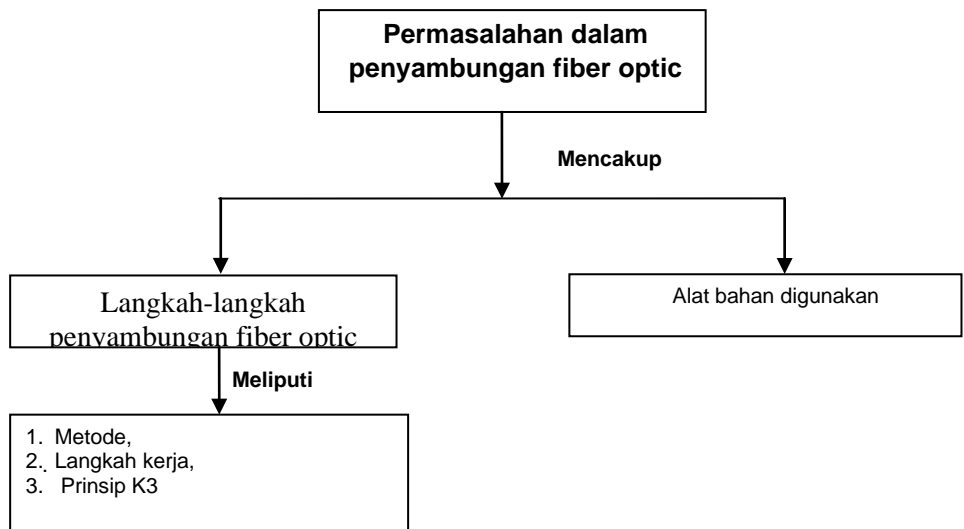 Permasalahan dalam
penyambungan fiber optic
Mencakup
Langkah-langkah
penyambungan fiber optic
Alat bahan digunakan
Meliputi
1. Metode,
2. Langkah kerja,
3. Prinsip K3